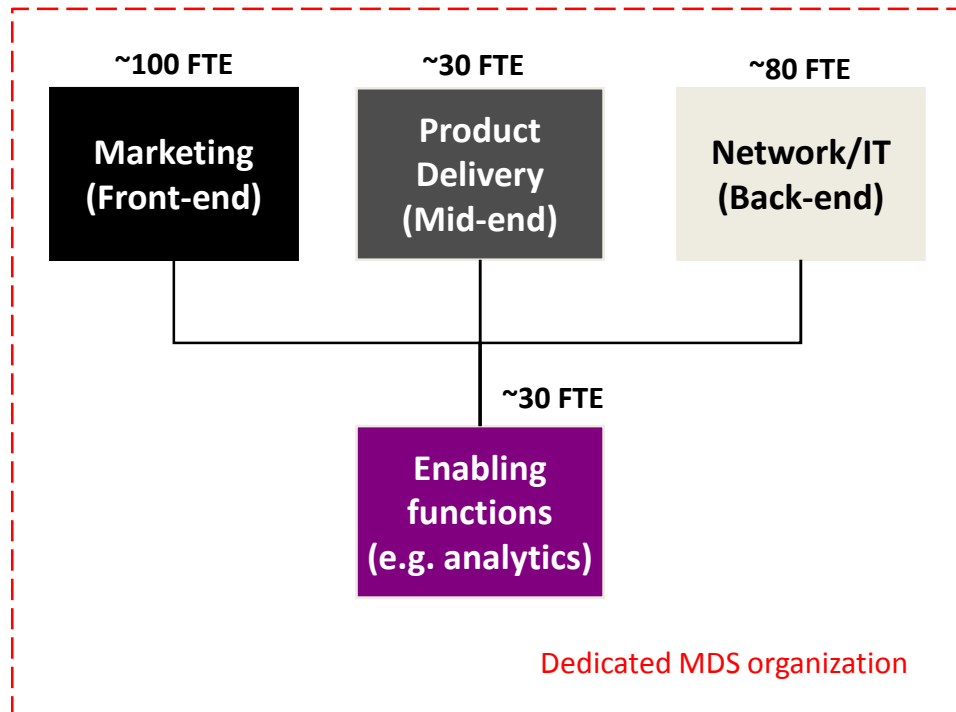 ~100 FTE
~30 FTE
~80 FTE
Marketing
(Front-end)
Product
Delivery
(Mid-end)
Network/IT
(Back-end)
~30 FTE
Enabling
functions
(e.g. analytics)
Dedicated MDS organization